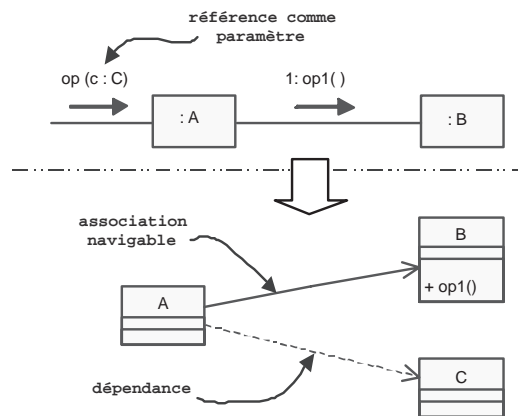 référence comme
paramètre
op (c : C)
1: op1( )
: A
: B
association
navigable
B
+ op1()
A
dépendance
C